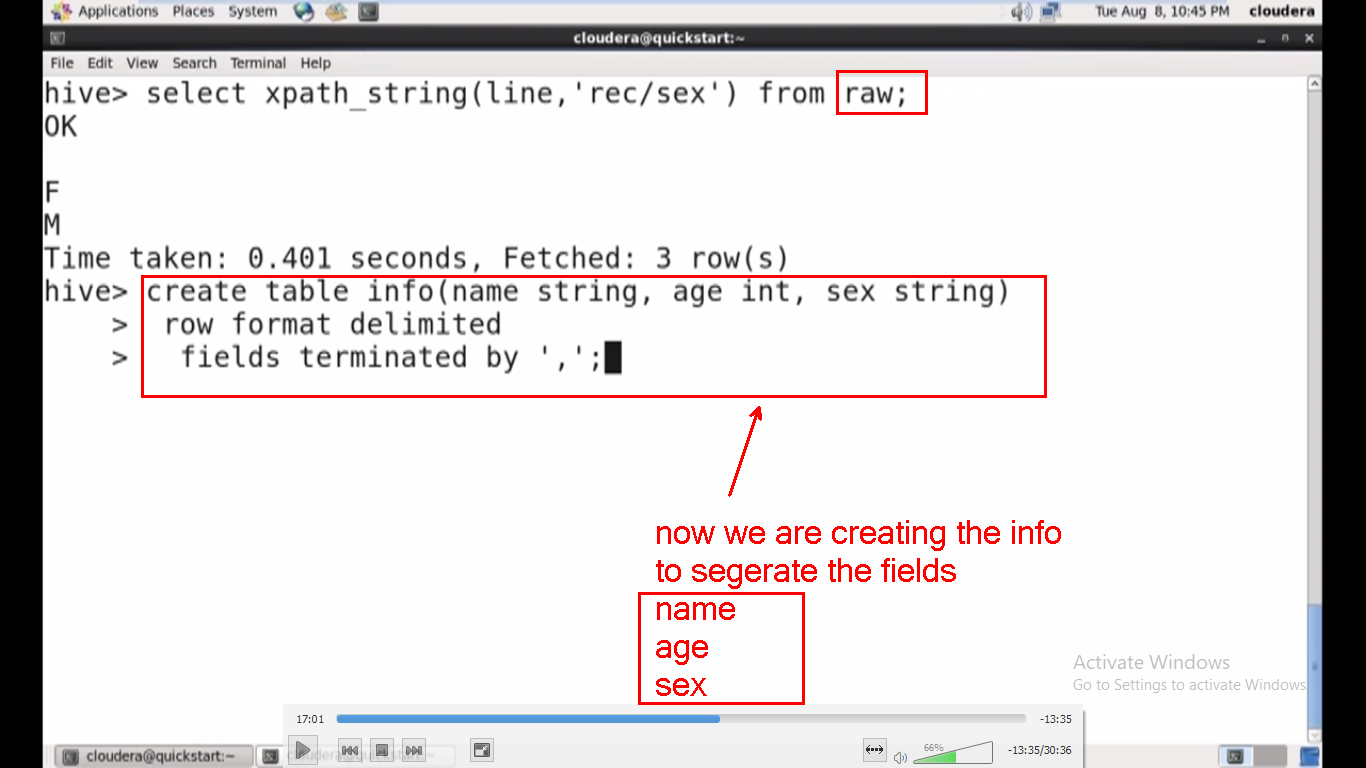 Applications Places System
Tue Aug 8, 10:45 PM cloudera
cloudera@quickstart:~
File Edit View Search Terminal Help
hive> select xpath_string(line,'rec/sex') from raw;
OK
F
M
Time taken: 0.401 seconds, Fetched: 3 row(s)
hive> create table info(name string, age int, sex string)
> row format delimited
> fields terminated by ',';
now we are creating the info
to segerate the fields
name
age
sex
Activate Windows
Go to Settings to activate Windows.
17:01 -13:35
66%
-13:35/30:36
cloudera@quickstart:~ cloudera@quickstart:~